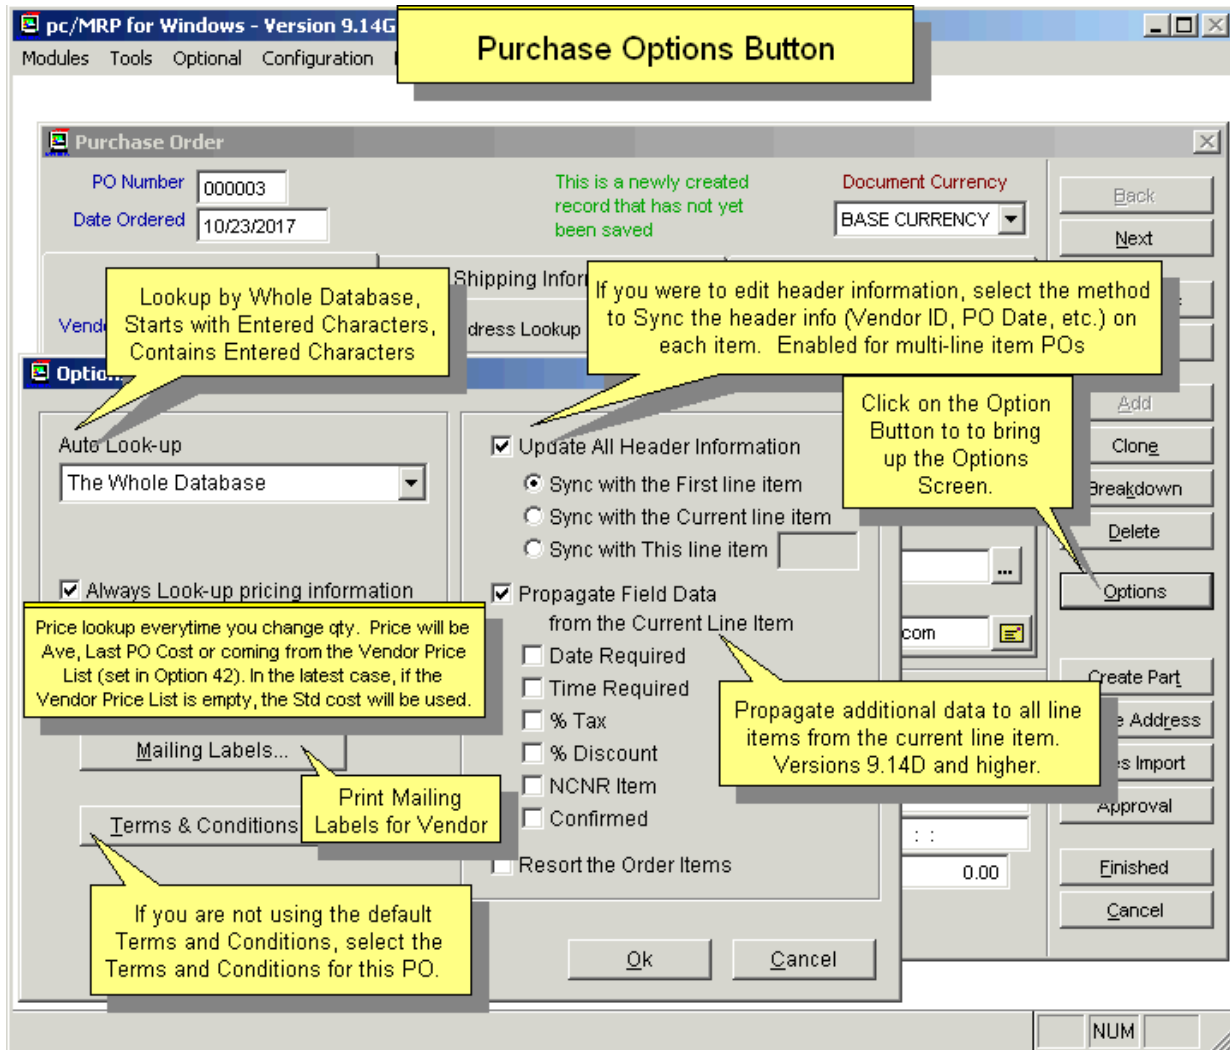 pc/MRP for Windows - Version 9.14G
Purchase Options Button
Modules Tools Optional Configuration
Purchase Order
PO Number 000003
Date Ordered 10/23/2017
This is a newly created
record that has not yet
been saved
Document Currency
BASE CURRENCY
Back
Next
Shipping Infor
Lookup by Whole Database,
Starts with Entered Characters,
Contains Entered Characters
If you were to edit header information, select the method
to Sync the header info (Vendor ID, PO Date, etc.) on
each item. Enabled for multi-line item POs
Vend
dress Lookup
Option
Click on the Option
Button to to bring
up the Options
Screen.
Add
Clone
Breakdown
Delete
Options
Auto Look-up
The Whole Database
Always Look-up pricing information
Price lookup everytime you change qty. Price will be
Ave, Last PO Cost or coming from the Vendor Price
List (set in Option 42). In the latest case, if the
Vendor Price List is empty, the Std cost will be used.
Mailing Labels...
Print Mailing
Labels for Vendor
Terms & Conditions
If you are not using the default
Terms and Conditions, select the
Terms and Conditions for this PO.
Update All Header Information
Sync with the First line item
Sync with the Current line item
Sync with This line item
Propagate Field Data
from the Current Line Item
Date Required
Time Required
% Tax
% Discount
NCNR Item
Confirmed
Resort the Order Items
Propagate additional data to all line
items from the current line item.
Versions 9.14D and higher.
...
com
: :
0.00
Create Part
e Address
es Import
Approval
Finished
Cancel
Ok
Cancel
NUM